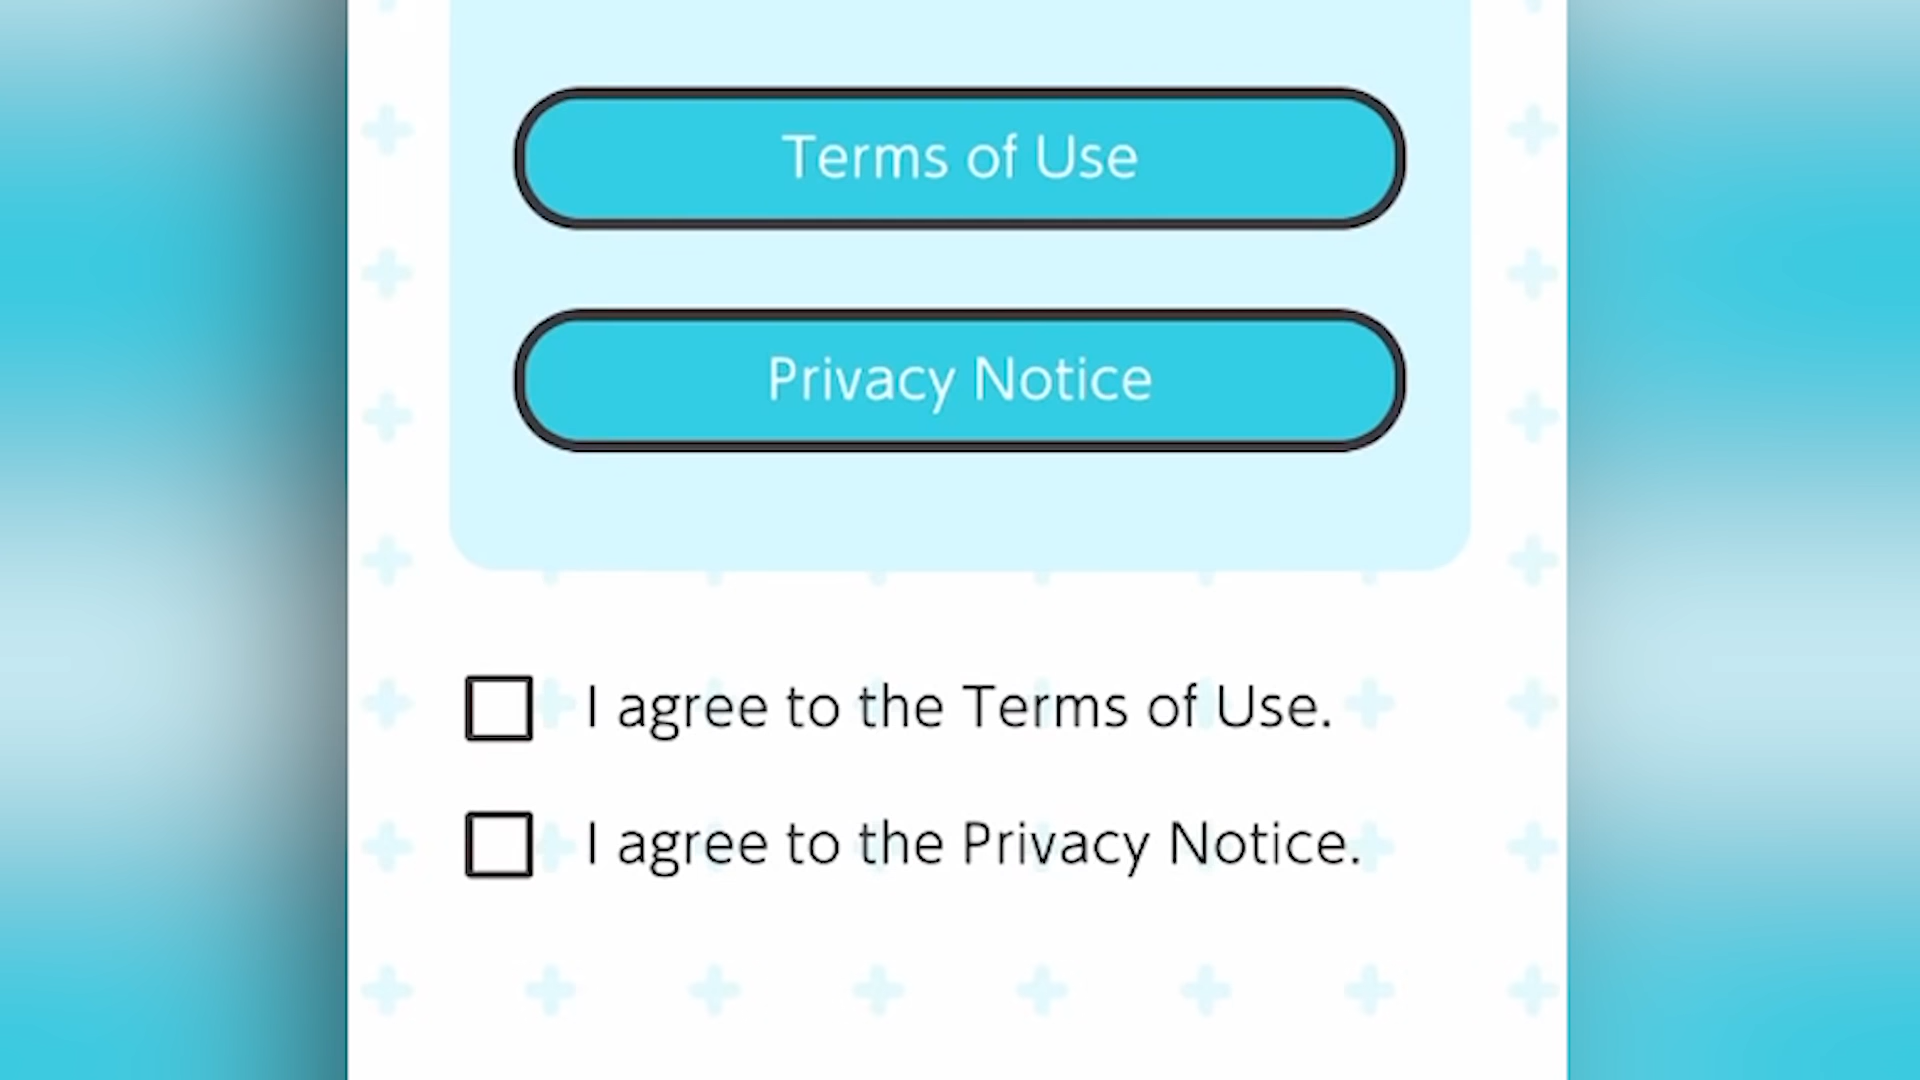 Terms of Use
Privacy Notice
I agree to the Terms of Use.
I agree to the Privacy Notice.